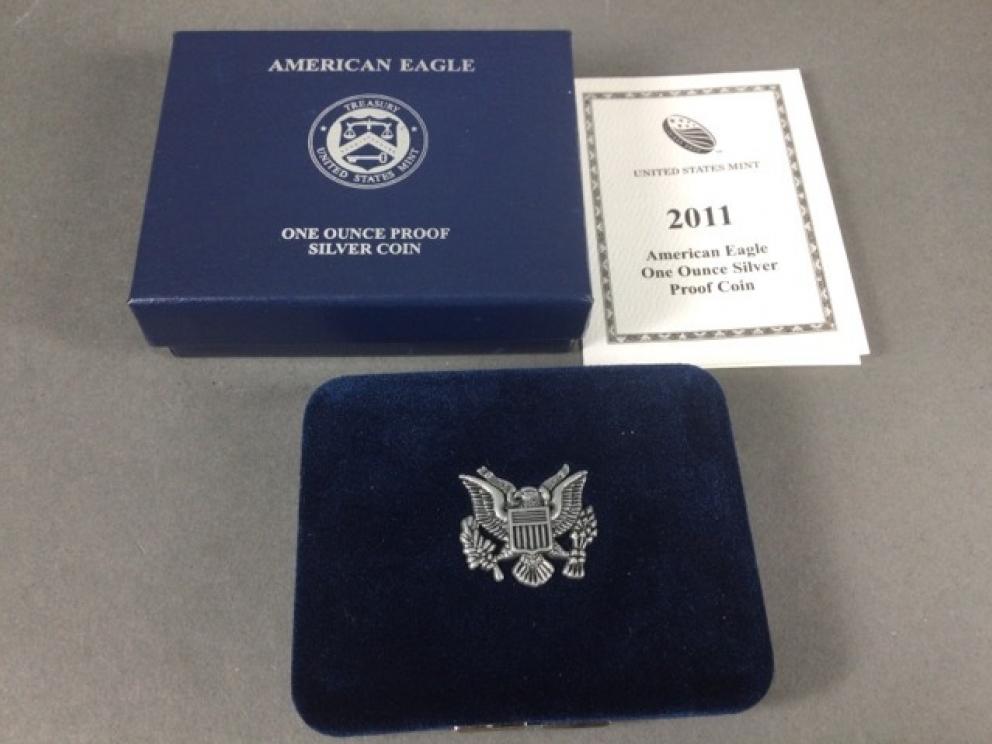 AMERICAN EAGLE
TREASURY
UNITED STATES MINT
ONE OUNCE PROOF
SILVER COIN
UNITED STATES MINT
2011
American Eagle
One Ounce Silver
Proof Coin